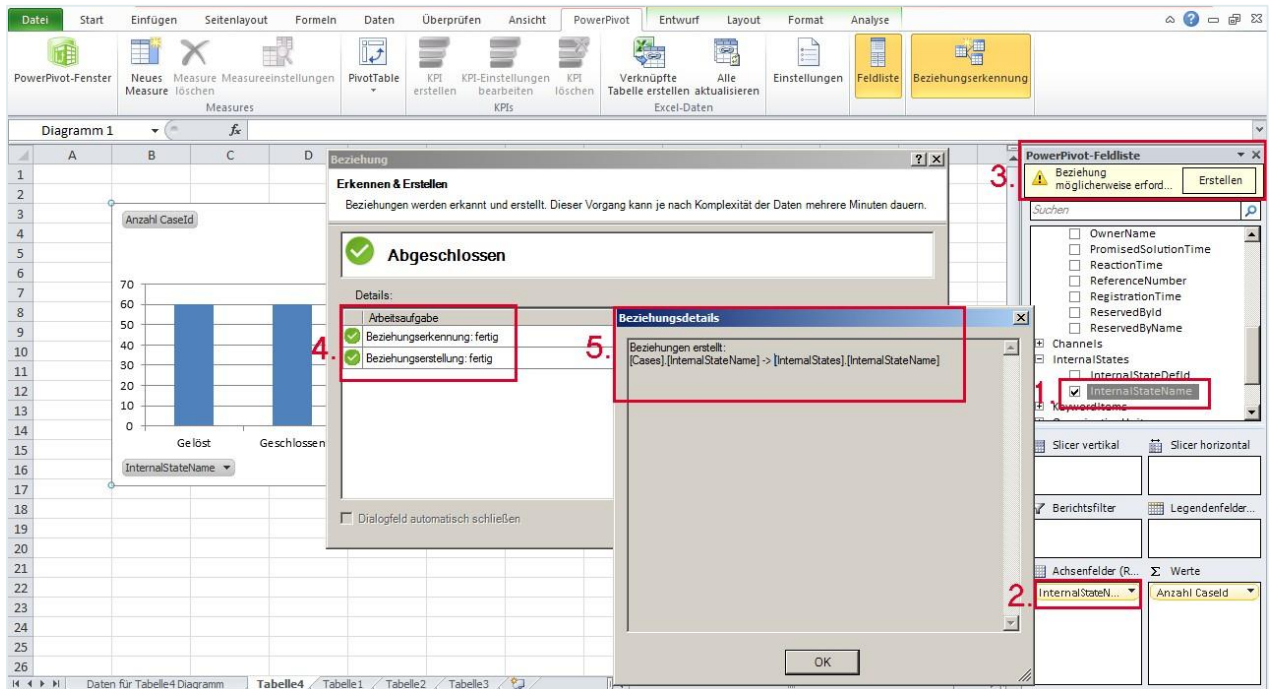 Datei Start Einfügen Seitenlayout Formeln Daten Überprüfen Ansicht PowerPivot Entwurf Layout Format Analyse
PowerPivot-Fenster
Neues Measure
Measure löschen
Measureeinstellungen
Measures
PivotTable
KPI erstellen
KPI-Einstellungen bearbeiten
KPI löschen
KPIs
Verknüpfte Tabelle erstellen
Alle aktualisieren
Excel-Daten
Einstellungen
Feldliste
Beziehungserkennung
Diagramm 1
fx
A B C D
1
2
3
4
5
6
7
8
9
10
11
12
13
14
15
16
17
18
19
20
21
22
23
24
25
26
Anzahl CaseId
70
60
50
40
30
20
10
0
Gelöst Geschlossen
InternalStateName
Beziehung
Erkennen & Erstellen
Beziehungen werden erkannt und erstellt. Dieser Vorgang kann je nach Komplexität der Daten mehrere Minuten dauern.
Abgeschlossen
Details:
Arbeitsaufgabe
4.
Beziehungserkennung: fertig
Beziehungserstellung: fertig
Dialogfeld automatisch schließen
5.
Beziehungsdetails
Beziehungen erstellt:
[Cases].[InternalStateName] -> [InternalStates].[InternalStateName]
OK
3.
PowerPivot-Feldliste
Beziehung
möglicherweise erford...
Erstellen
Suchen
OwnerName
PromisedSolutionTime
ReactionTime
ReferenceNumber
RegistrationTime
ReservedById
ReservedByName
Channels
InternalStates
InternalStateDefId
1.
InternalStateName
KeywordItems
Slicer vertikal
Slicer horizontal
Berichtsfilter
Legendenfelder...
Achsenfelder (R...
Σ Werte
2.
InternalStateN...
Anzahl CaseId
Daten für Tabelle4 Diagramm Tabelle4 Tabelle1 Tabelle2 Tabelle3